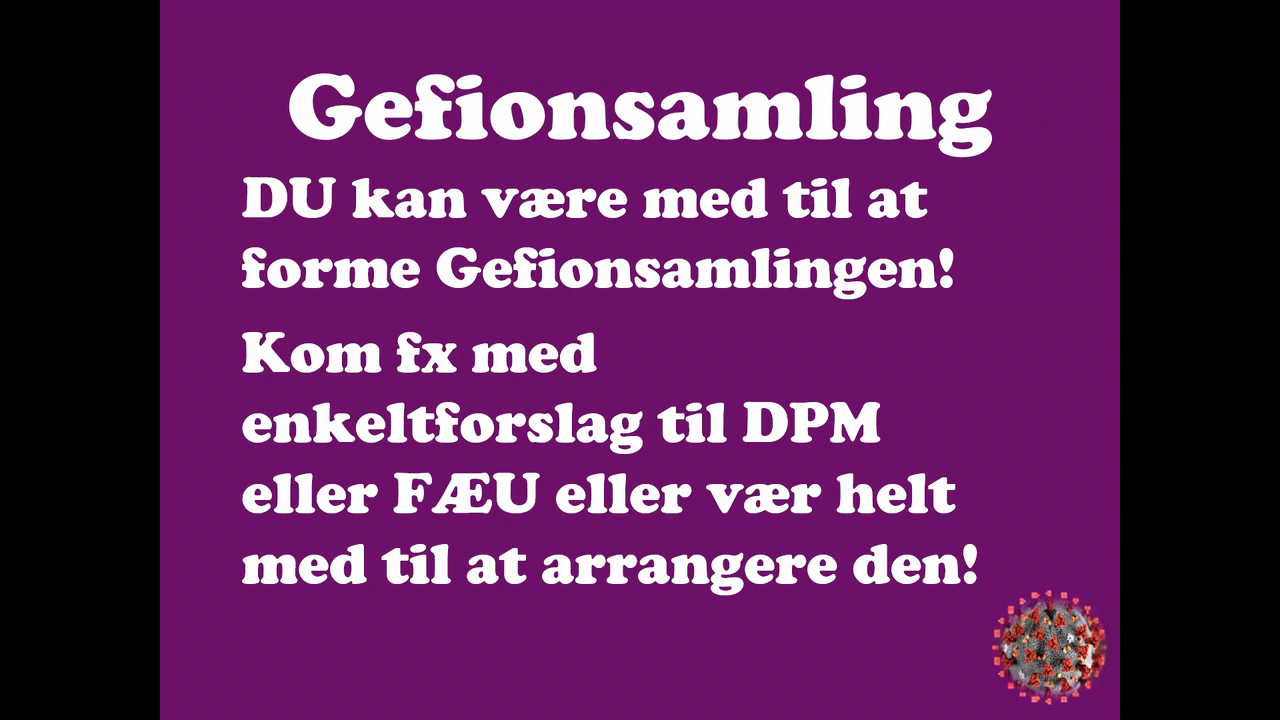 Gefionsamling
DU kan være med til at
forme Gefionsamlingen!
Kom fx med
enkeltforslag til DPM
eller FÆU eller vær helt
med til at arrangere den!